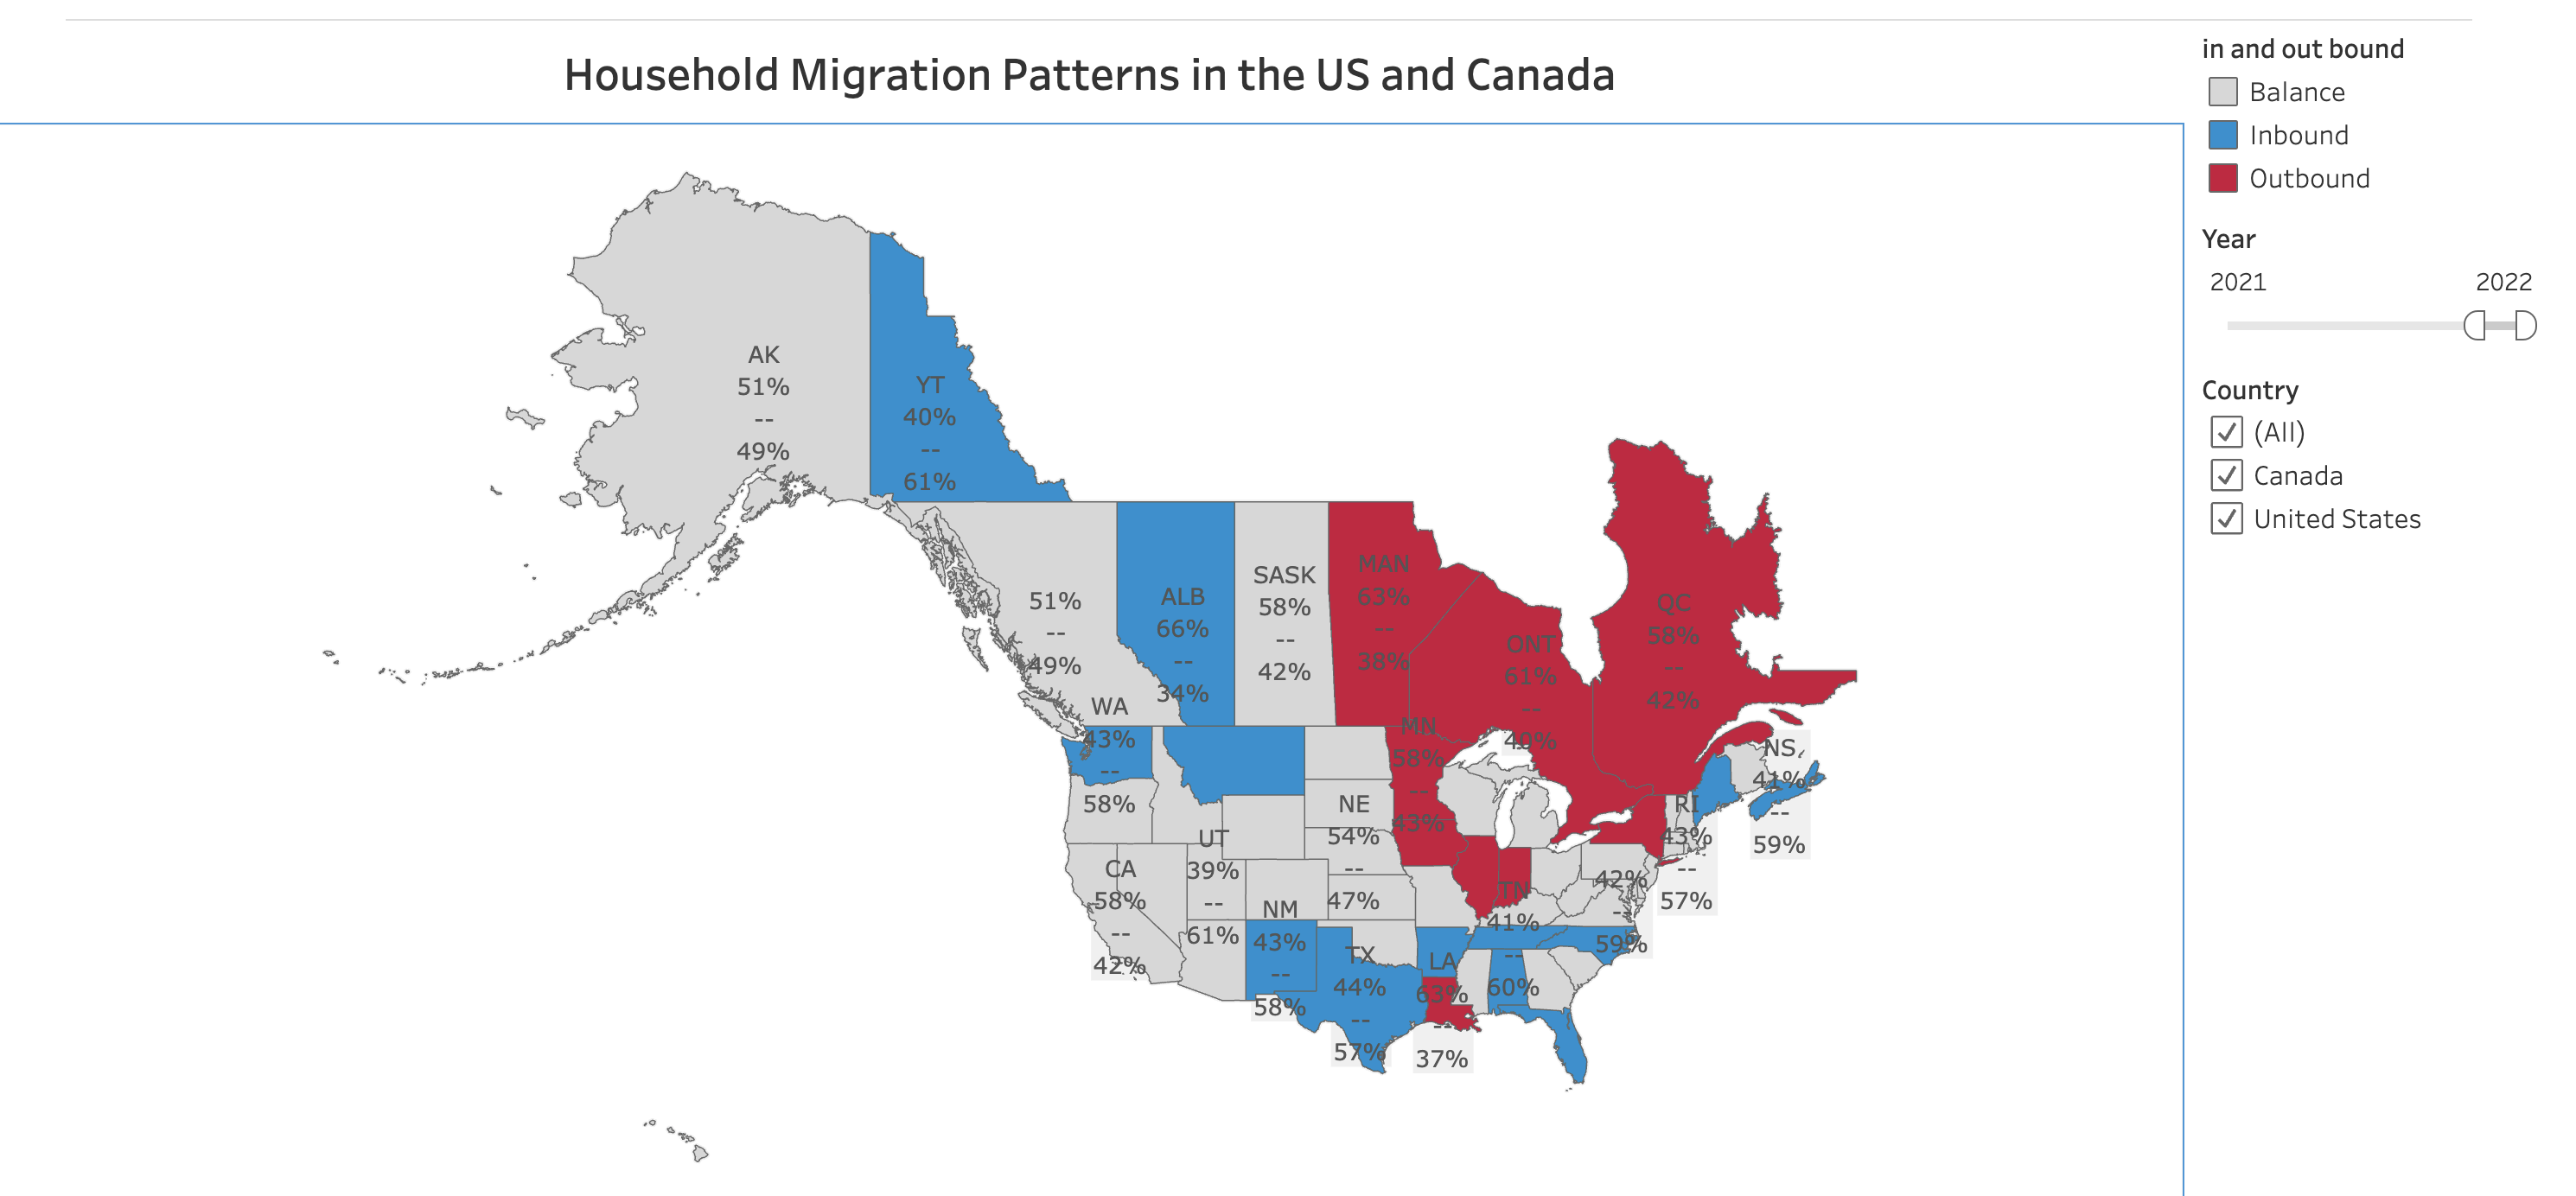 Household Migration Patterns in the US and Canada
in and out bound
Balance
Inbound
Outbound
Year
2021
2022
Country
(All)
Canada
United States
AK
51%
--
49%
YT
40%
--
61%
51%
--
49%
ALB
66%
--
34%
SASK
58%
--
42%
MAN
63%
--
38%
ONT
61%
--
40%
QC
58%
--
42%
WA
43%
--
58%
MN
58%
--
43%
NS
41%
--
59%
NE
54%
--
47%
RI
43%
--
57%
UT
39%
--
61%
CA
58%
--
42%
NM
43%
--
58%
TX
44%
--
57%
LA
63%
--
37%
TN
41%
--
60%
42%
--
59%